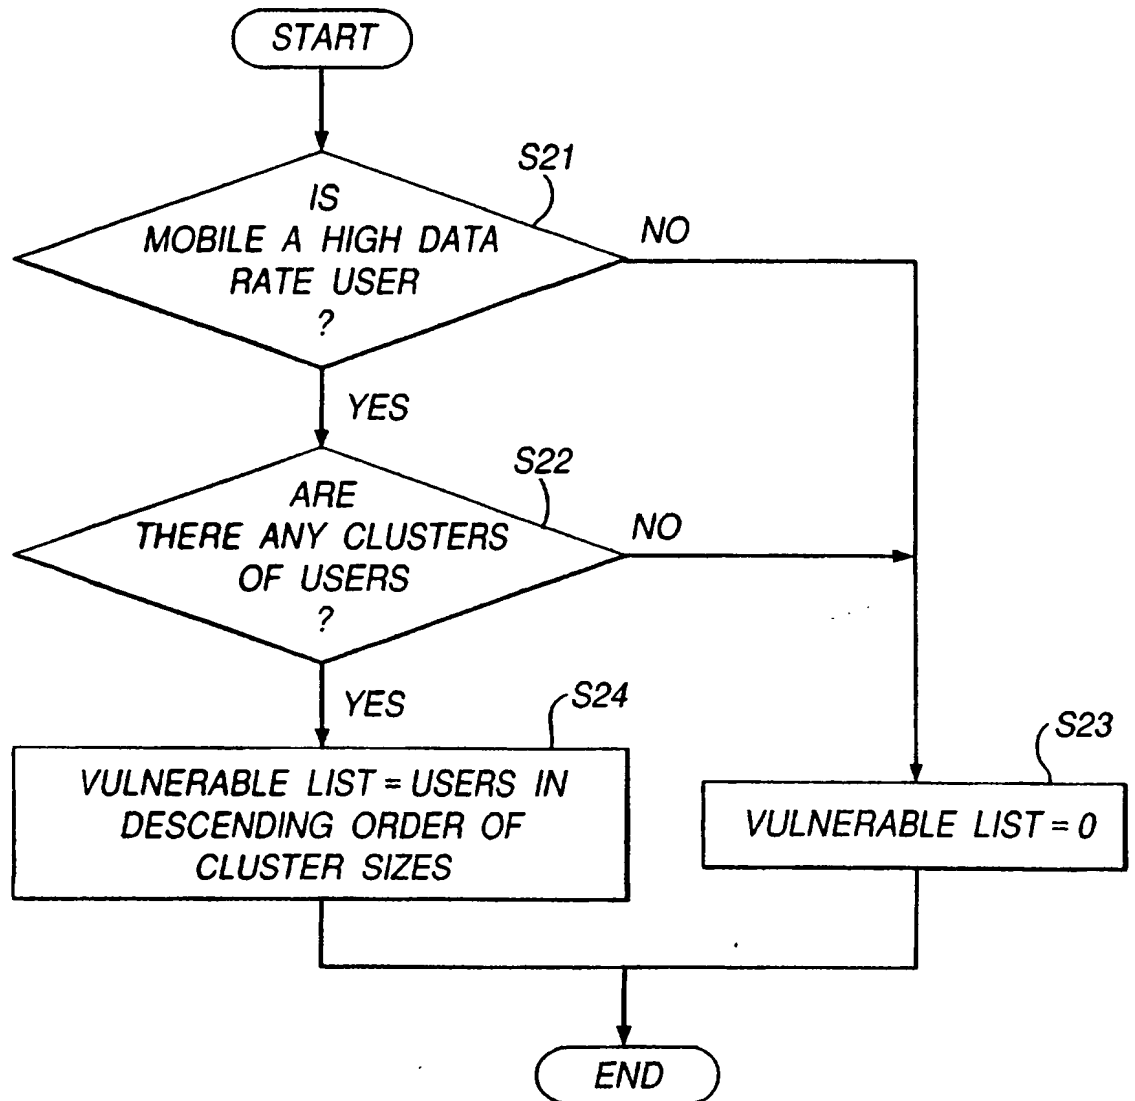 START
S21
IS
MOBILE A HIGH DATA
RATE USER
?
NO
YES
S22
ARE
THERE ANY CLUSTERS
OF USERS
?
NO
YES
S24
VULNERABLE LIST = USERS IN
DESCENDING ORDER OF
CLUSTER SIZES
S23
VULNERABLE LIST = 0
END